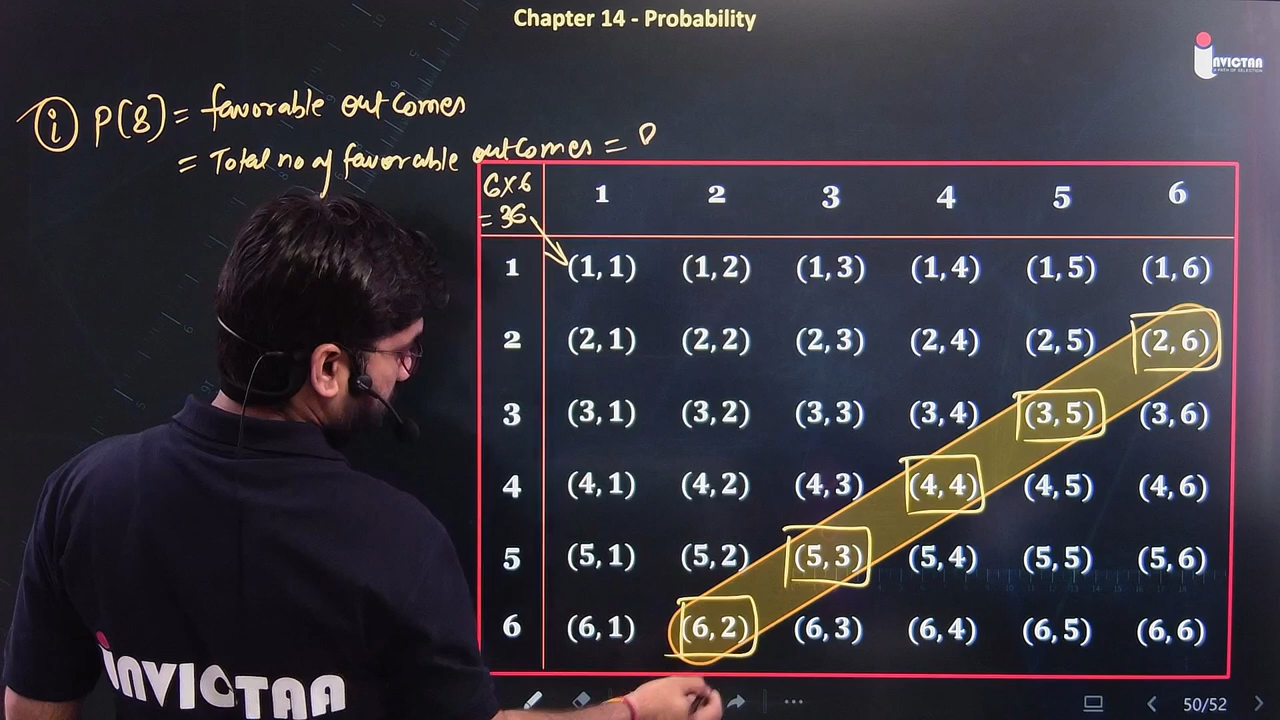 Chapter 14 - Probability
iNVICTAA
A PATH OF SELECTION
i P(8) = favorable outcomes
= Total no of favorable outcomes =
6x6 1 2 3 4 5 6
= 36
1 (1, 1) (1, 2) (1, 3) (1, 4) (1, 5) (1, 6)
2 (2, 1) (2, 2) (2, 3) (2, 4) (2, 5) (2, 6)
3 (3, 1) (3, 2) (3, 3) (3, 4) (3, 5) (3, 6)
4 (4, 1) (4, 2) (4, 3) (4, 4) (4, 5) (4, 6)
5 (5, 1) (5, 2) (5, 3) (5, 4) (5, 5) (5, 6)
6 (6, 1) (6, 2) (6, 3) (6, 4) (6, 5) (6, 6)
iNVICTAA
50/52